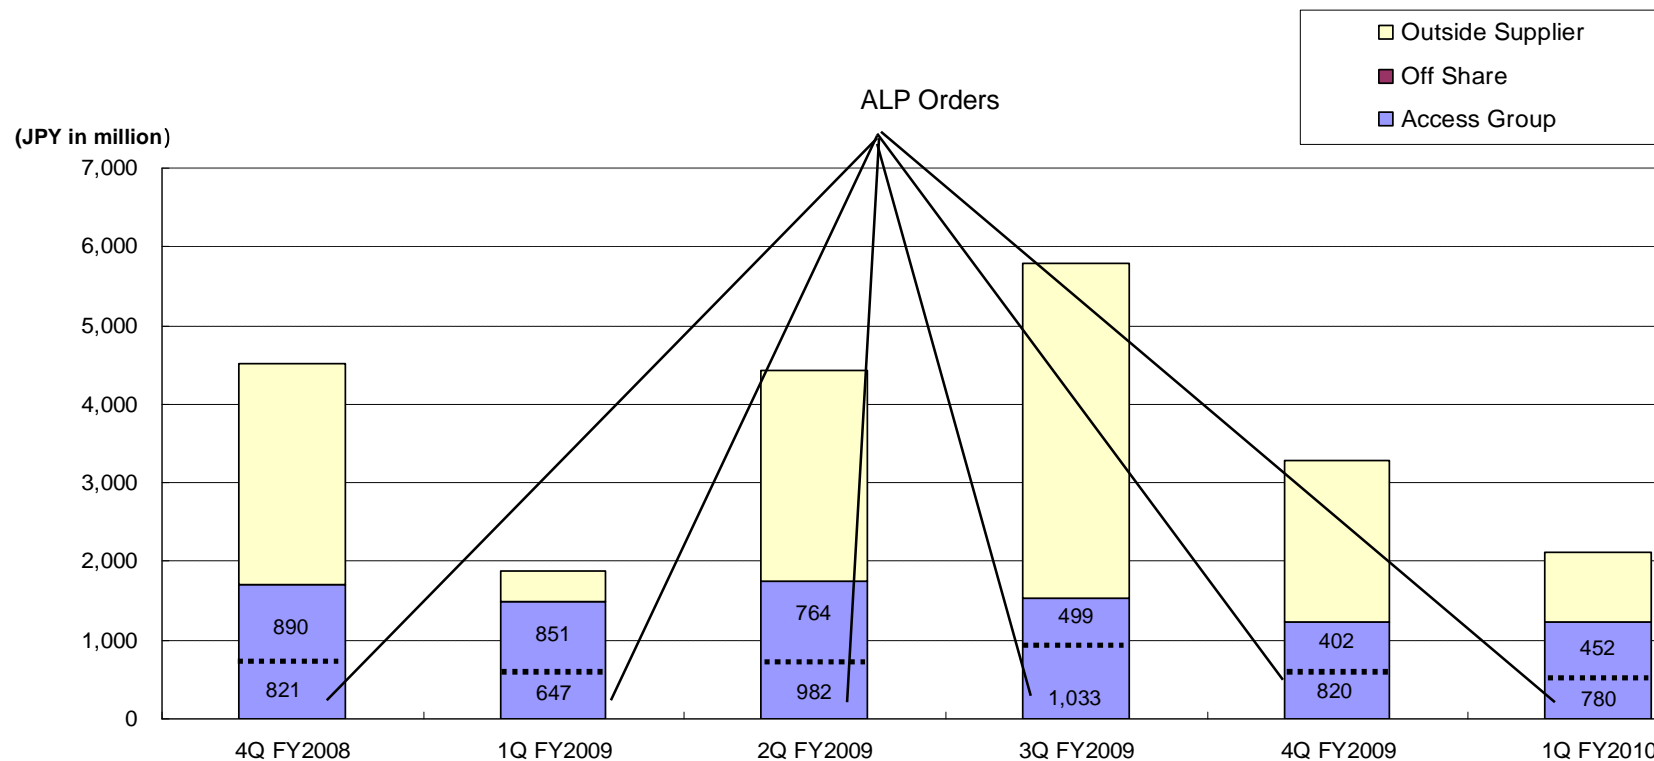 Outside Supplier
Off Share
Access Group
ALP Orders
(JPY in million)
7,000
6,000
5,000
4,000
3,000
2,000
1,000
0
890
851
764
499
402
452
821
647
982
1,033
820
780
4Q FY2008
1Q FY2009
2Q FY2009
3Q FY2009
4Q FY2009
1Q FY2010